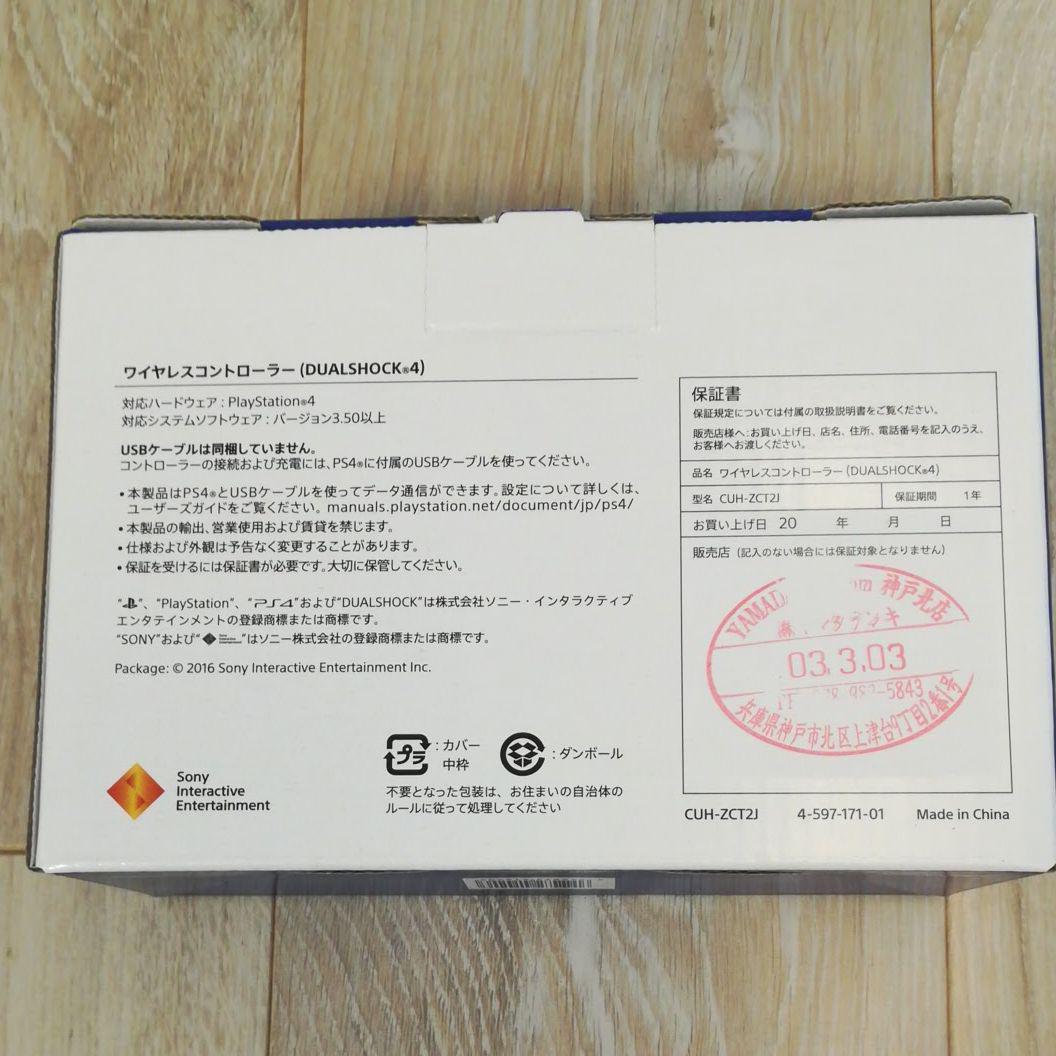 ワイヤレスコントローラー (DUALSHOCK®4)
対応ハードウェア : PlayStation®4
対応システムソフトウェア : バージョン3.50以上
USBケーブルは同梱していません。
コントローラーの接続および充電には、PS4®に付属のUSBケーブルを使ってください。
•本製品はPS4®とUSBケーブルを使ってデータ通信ができます。設定について詳しくは、
ユーザーズガイドをご覧ください。manuals.playstation.net/document/jp/ps4/
•本製品の輸出、営業使用および賃貸を禁じます。
•仕様および外観は予告なく変更することがあります。
•保証を受けるには保証書が必要です。大切に保管してください。
“ ”、“PlayStation”、“PS4”および“DUALSHOCK”は株式会社ソニー・インタラクティブ
エンタテインメントの登録商標または商標です。
“SONY”および“ ”はソニー株式会社の登録商標または商標です。
Package: © 2016 Sony Interactive Entertainment Inc.
Sony
Interactive
Entertainment
プラ : カバー
中枠
: ダンボール
不要となった包装は、お住まいの自治体の
ルールに従って処理してください
保証書
保証規定については付属の取扱説明書をご覧ください。
販売店様へ:お買い上げ日、店名、住所、電話番号を記入のうえ、
お客様へお渡しください。
品名 ワイヤレスコントローラー (DUALSHOCK®4)
型名 CUH-ZCT2J 保証期間 1年
お買い上げ日 20 年 月 日
販売店 (記入のない場合には保証対象となりません)
神戸北店
03.3.03
-5843
兵庫県神戸市北区上津台9丁目2番1号
CUH-ZCT2J 4-597-171-01 Made in China